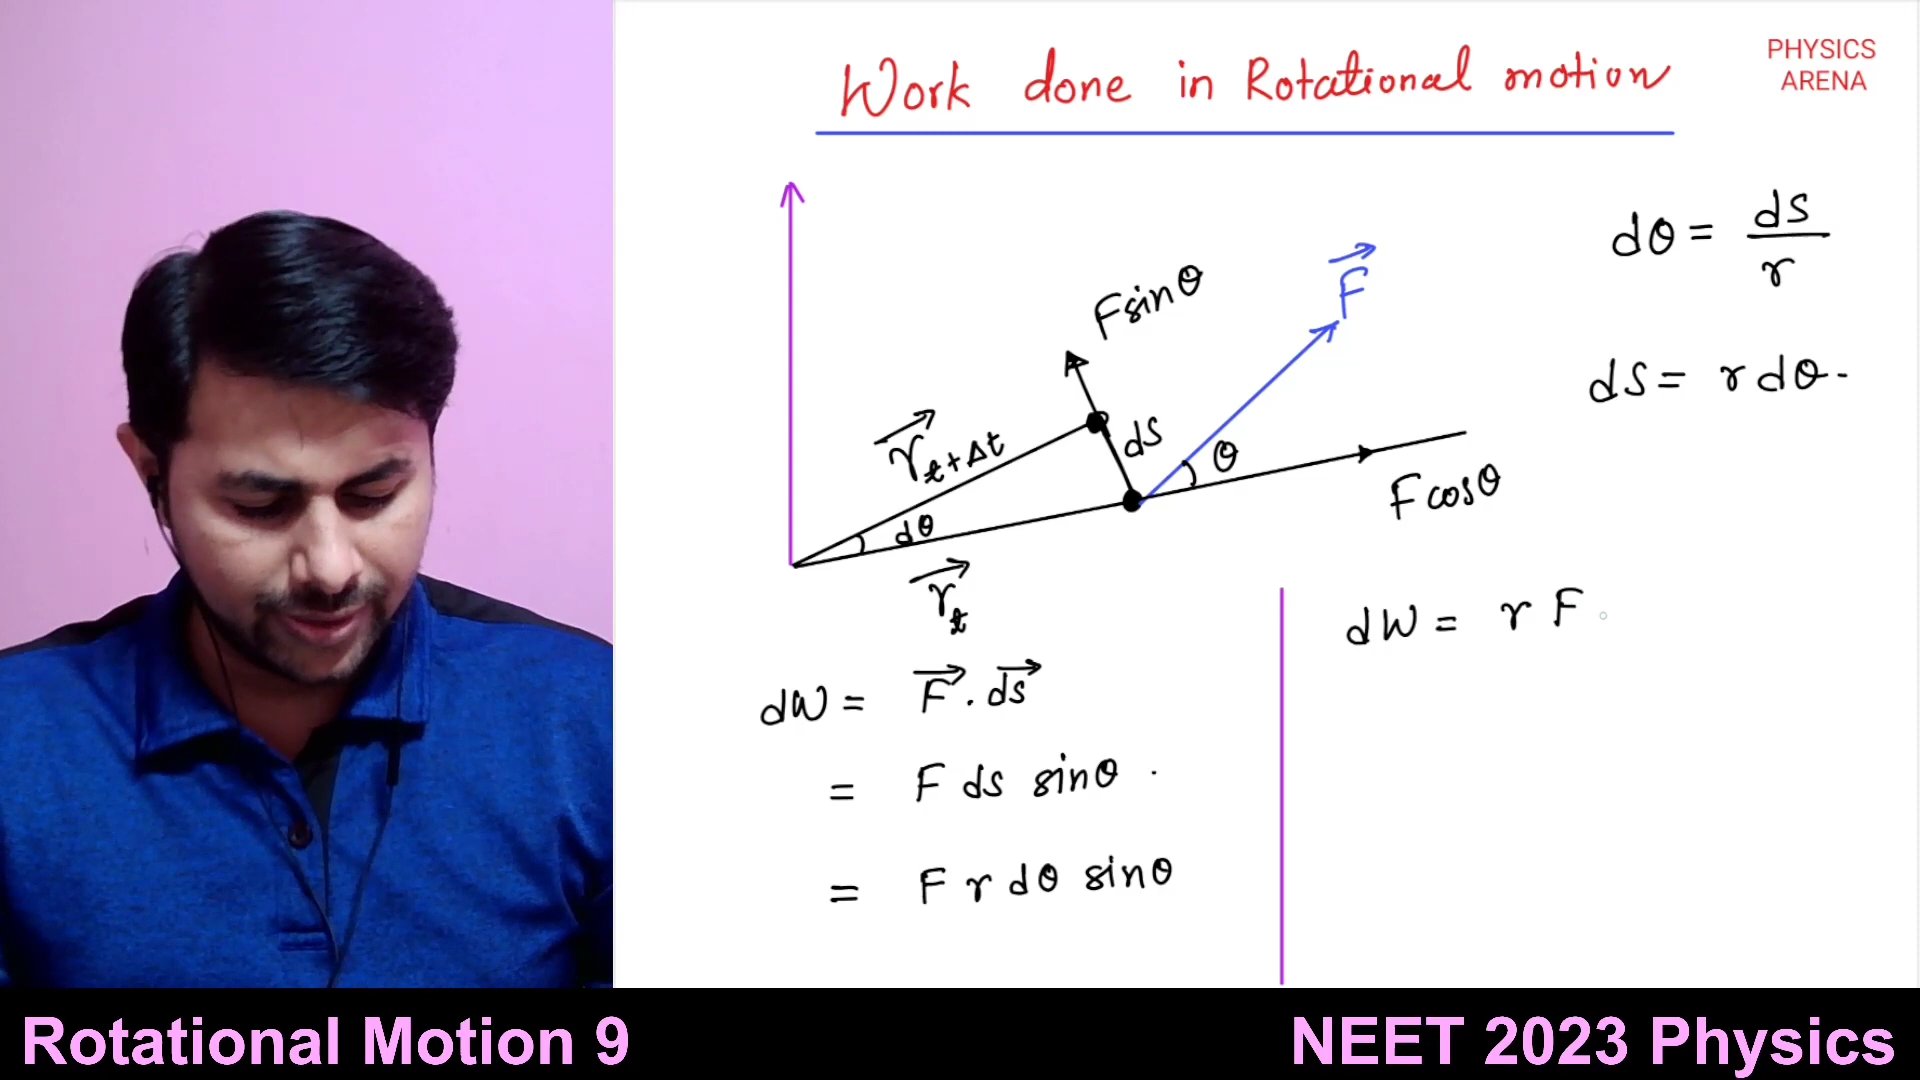 Work done in Rotational motion
PHYSICS
ARENA
dθ = ds/r
ds = r dθ.
F⃗
F sinθ
r⃗ t+Δt
ds
θ
F cosθ
dθ
r⃗ t
dW = F⃗ . ds⃗
= F ds sinθ .
= F r dθ sinθ
dW = r F
Rotational Motion 9
NEET 2023 Physics